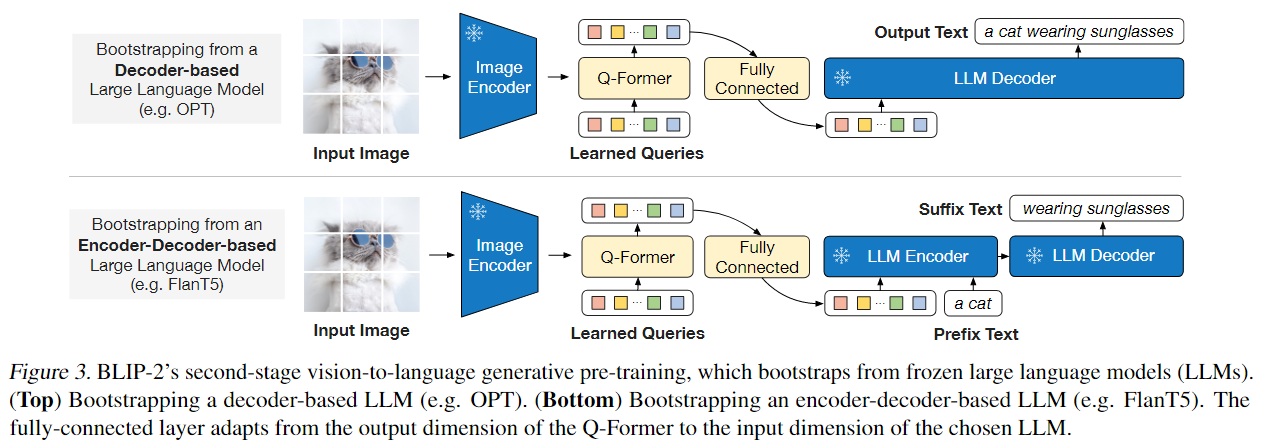 Bootstrapping from a
Decoder-based
Large Language Model
(e.g. OPT)
Input Image
Image
Encoder
Q-Former
Learned Queries
Fully
Connected
Output Text
a cat wearing sunglasses
LLM Decoder
Bootstrapping from an
Encoder-Decoder-based
Large Language Model
(e.g. FlanT5)
Input Image
Image
Encoder
Q-Former
Learned Queries
Fully
Connected
Suffix Text
wearing sunglasses
LLM Encoder
LLM Decoder
a cat
Prefix Text
Figure 3. BLIP-2's second-stage vision-to-language generative pre-training, which bootstraps from frozen large language models (LLMs).
(Top) Bootstrapping a decoder-based LLM (e.g. OPT). (Bottom) Bootstrapping an encoder-decoder-based LLM (e.g. FlanT5). The
fully-connected layer adapts from the output dimension of the Q-Former to the input dimension of the chosen LLM.